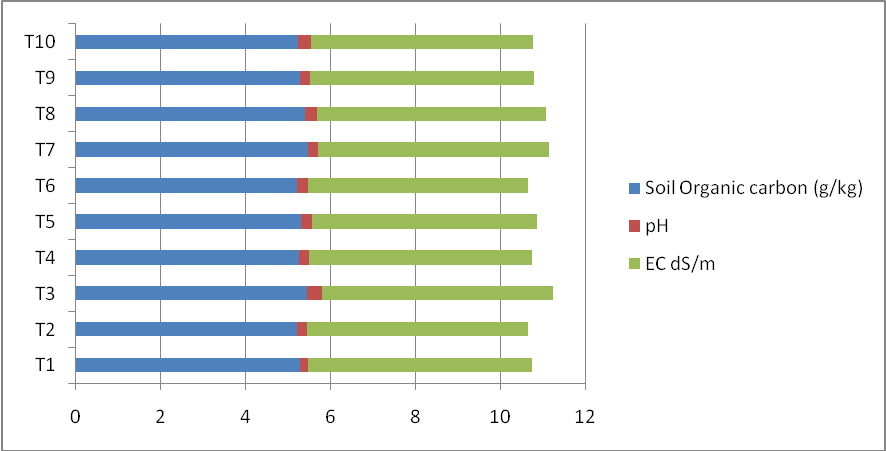 T10
T9
T8
T7
T6
T5
T4
T3
T2
T1
0 2 4 6 8 10 12
Soil Organic carbon (g/kg)
pH
EC dS/m